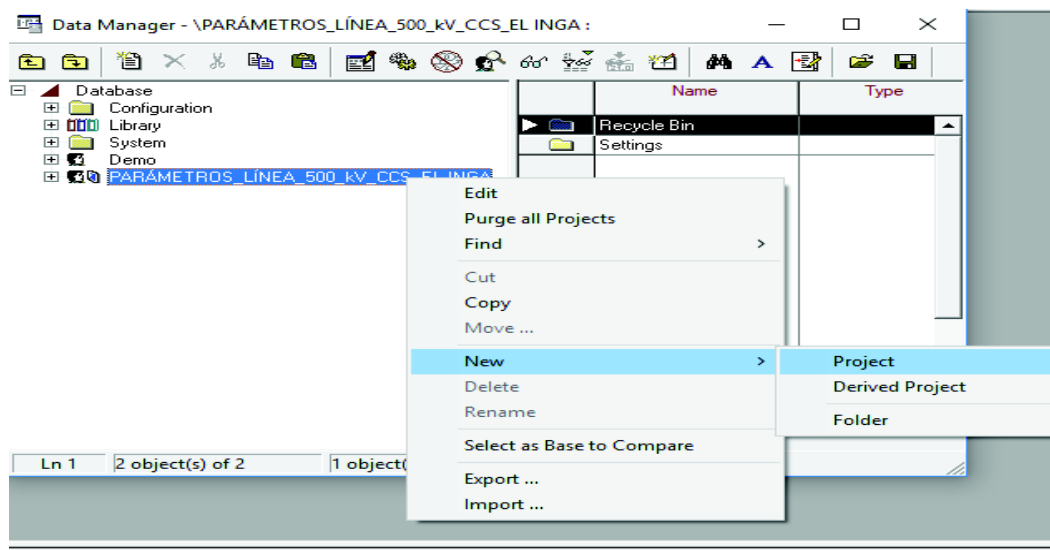 Data Manager - \PARÁMETROS_LÍNEA_500_kV_CCS_EL INGA :
Database
Configuration
Library
System
Demo
PARÁMETROS_LÍNEA_500_kV_CCS_EL INGA
Name
Type
Recycle Bin
Settings
Edit
Purge all Projects
Find
Cut
Copy
Move ...
New
Delete
Rename
Select as Base to Compare
Export ...
Import ...
Project
Derived Project
Folder
Ln 1
2 object(s) of 2
1 object(